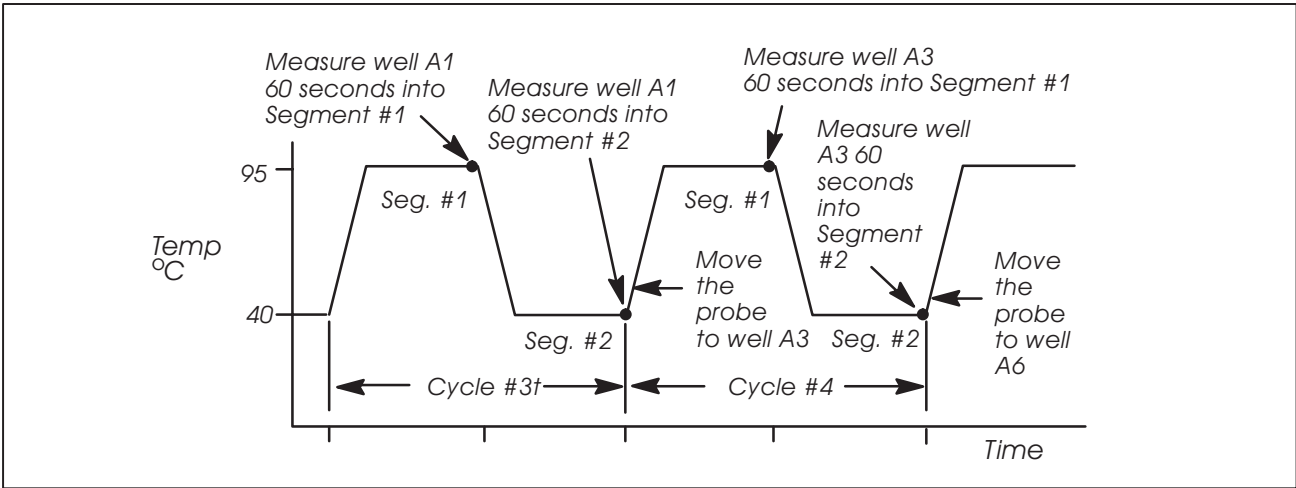 Measure well A1
60 seconds into
Segment #1
Measure well A1
60 seconds into
Segment #2
Measure well A3
60 seconds into Segment #1
Measure well
A3 60
seconds
into
Segment
#2
95
Seg. #1
Seg. #1
Temp
°C
Move
the
probe
to well A3
Move
the
probe
to well
A6
40
Seg. #2
Seg. #2
Cycle #3t
Cycle #4
Time